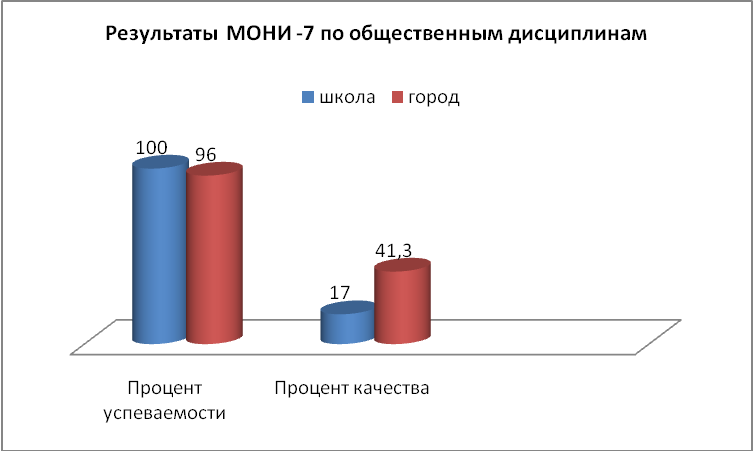 Результаты МОНИ -7 по общественным дисциплинам
школа город
100
96
17
41,3
Процент успеваемости
Процент качества